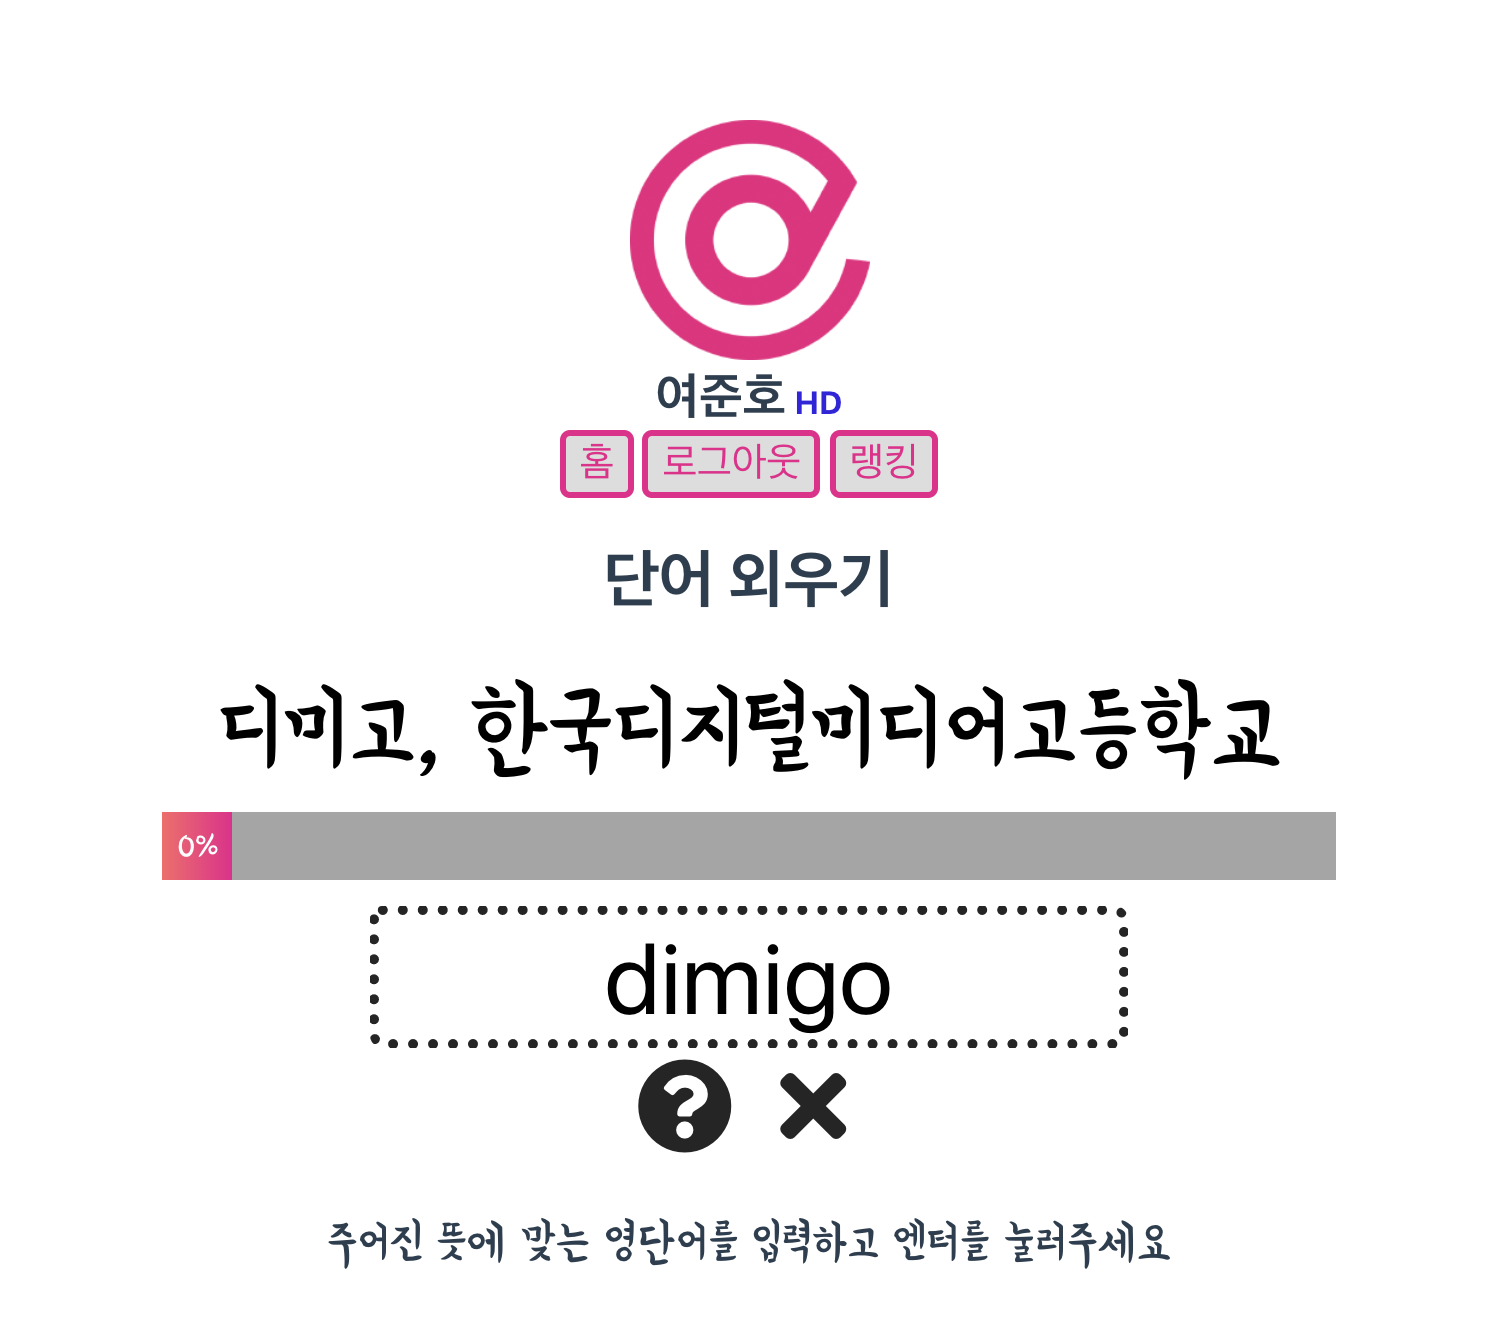 여준호 HD
홈 로그아웃 랭킹
단어 외우기
디미고, 한국디지털미디어고등학교
0%
dimigo
주어진 뜻에 맞는 영단어를 입력하고 엔터를 눌러주세요